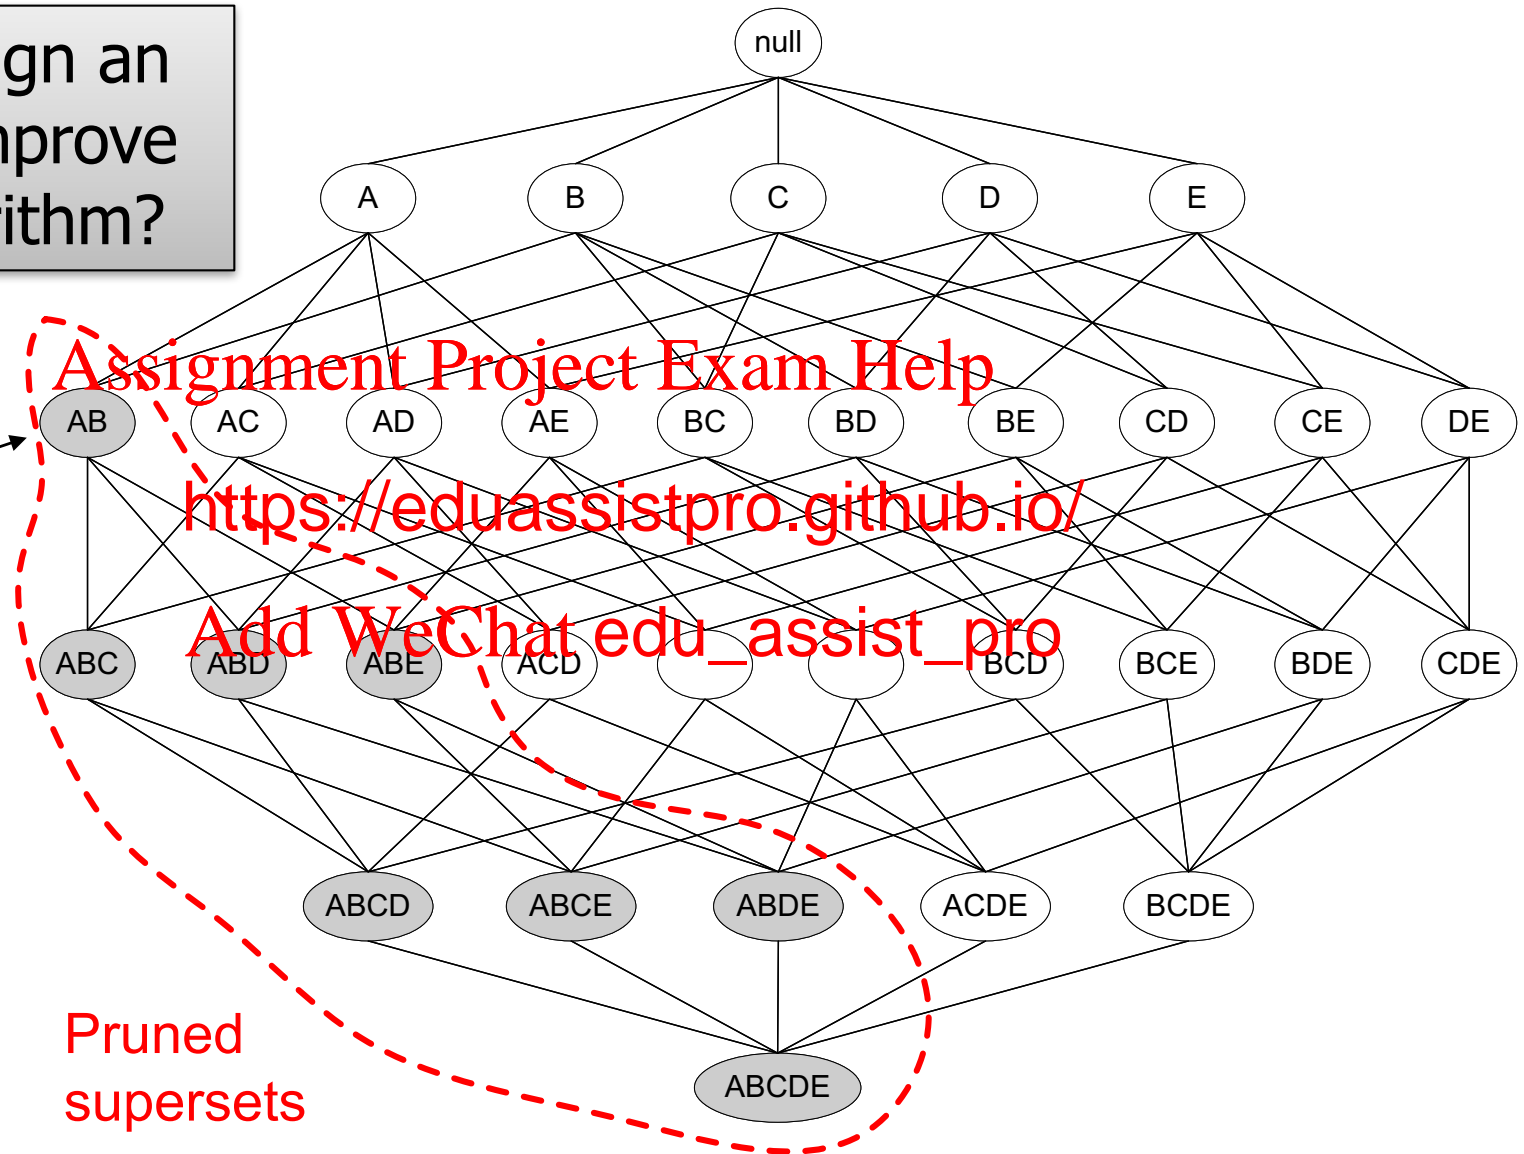 ign an
mprove
rithm?
null
A B C D E
Assignment Project Exam Help
AB AC AD AE BC BD BE CD CE DE
https://eduassistpro.github.io/
Add WeChat edu_assist_pro
ABC ABD ABE ACD BCD BCE BDE CDE
ABCD ABCE ABDE ACDE BCDE
Pruned
supersets
ABCDE